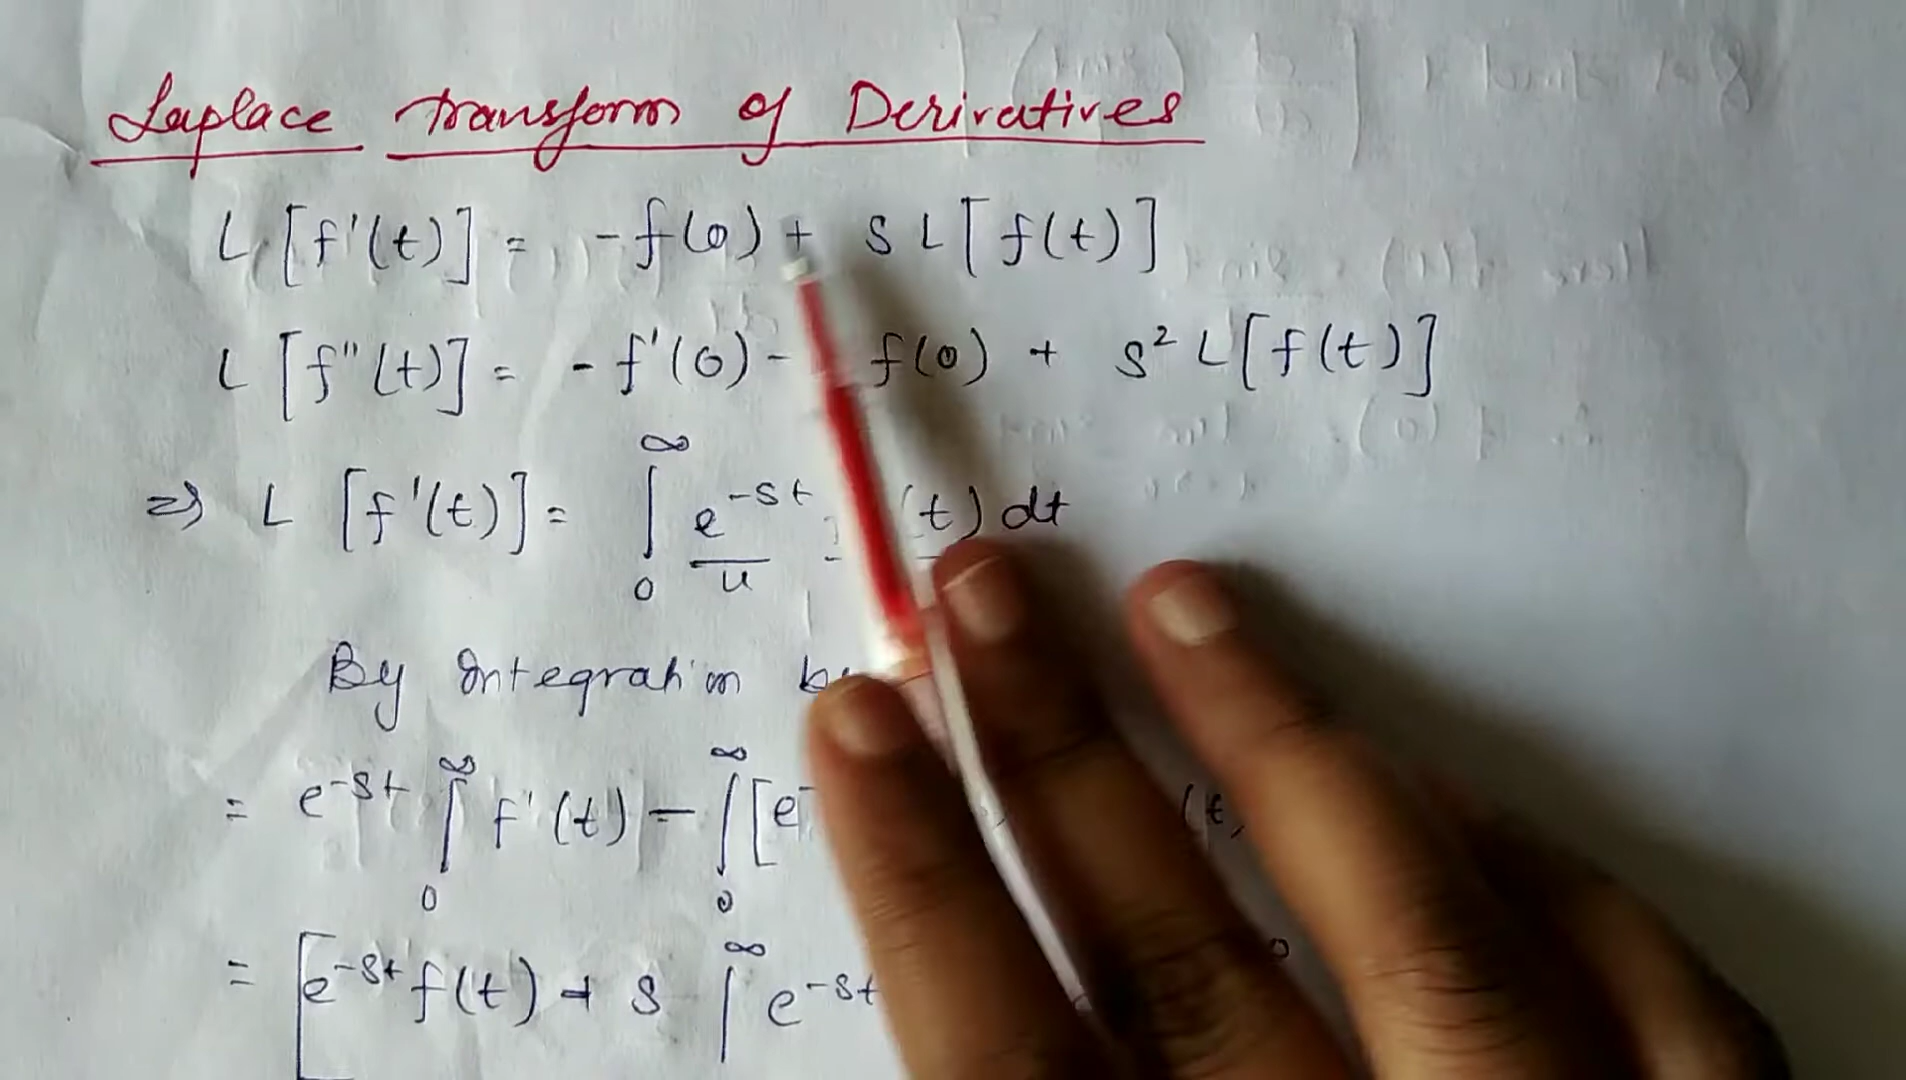 Laplace transform of Derivatives
L [f'(t)] = -f(0) + S L [f(t)]
L [f"(t)] = -f'(0) - f(0) + S² L[f(t)]
⇒ L [f'(t)] = ∫₀^∞ e^-st (t) dt
u
By Integration
= e^-st ∫₀^∞ f'(t) - ∫₀^∞ [e
= [e^-st f(t) + s ∫^∞ e^-st